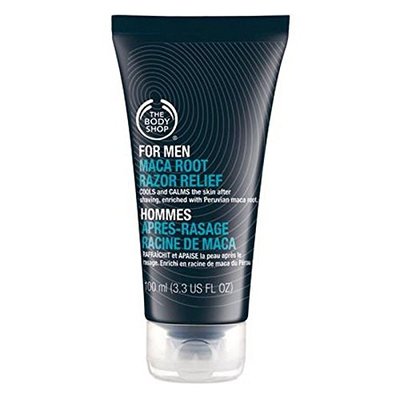 THE
BODY
SHOP
FOR MEN
MACA ROOT
RAZOR RELIEF
COOLS and CALMS the skin after
shaving, enriched with Peruvian maca root.
HOMMES
APRÈS-RASAGE
RACINE DE MACA
RAFRAÎCHIT et APAISE la peau après le
rasage. Enrichi en racine de maca du Pérou
100 ml (3.3 US FL OZ)